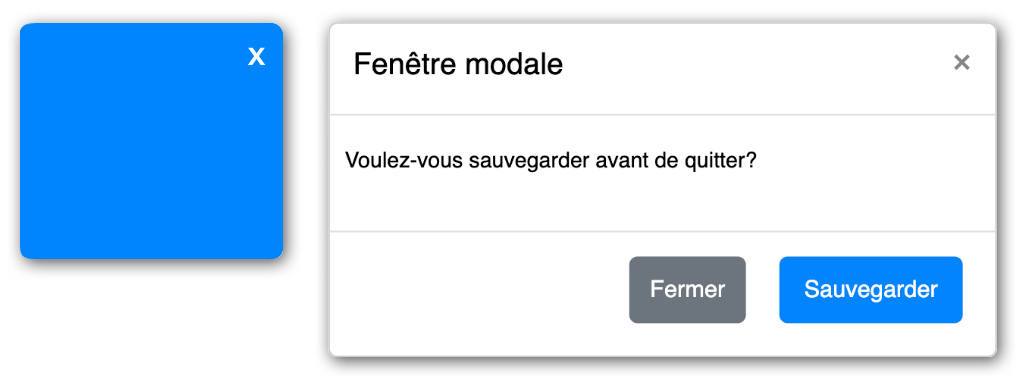 X
Fenêtre modale ×
Voulez-vous sauvegarder avant de quitter?
Fermer Sauvegarder